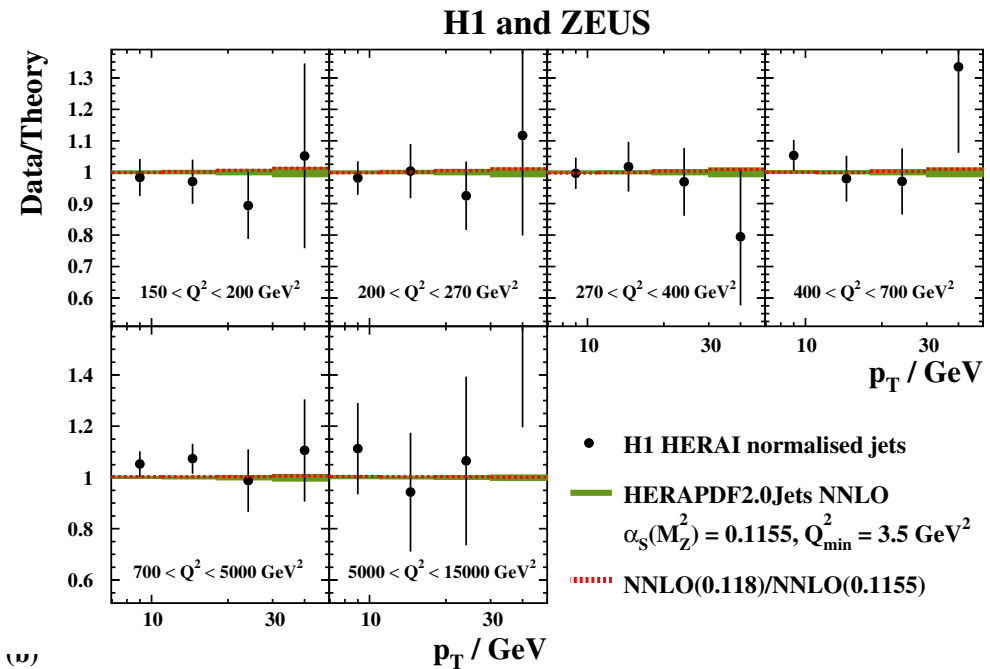 H1 and ZEUS
Data/Theory
1.3
1.2
1.1
1
0.9
0.8
0.7
0.6
150 < Q² < 200 GeV²
200 < Q² < 270 GeV²
270 < Q² < 400 GeV²
400 < Q² < 700 GeV²
10 30
10 30
p_T / GeV
1.4
1.2
1
0.8
0.6
700 < Q² < 5000 GeV²
5000 < Q² < 15000 GeV²
10 30
10 30
p_T / GeV
H1 HERAI normalised jets
HERAPDF2.0Jets NNLO
α_S(M_Z²) = 0.1155, Q²_min = 3.5 GeV²
NNLO(0.118)/NNLO(0.1155)